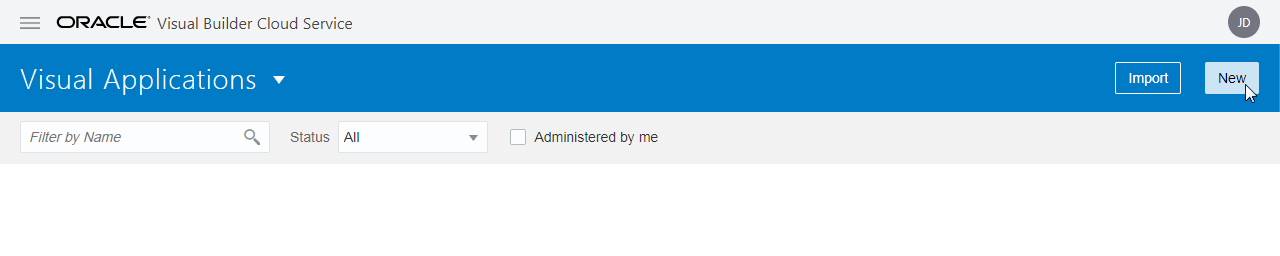 ORACLE® Visual Builder Cloud Service JD
Visual Applications Import New
Filter by Name Status All Administered by me